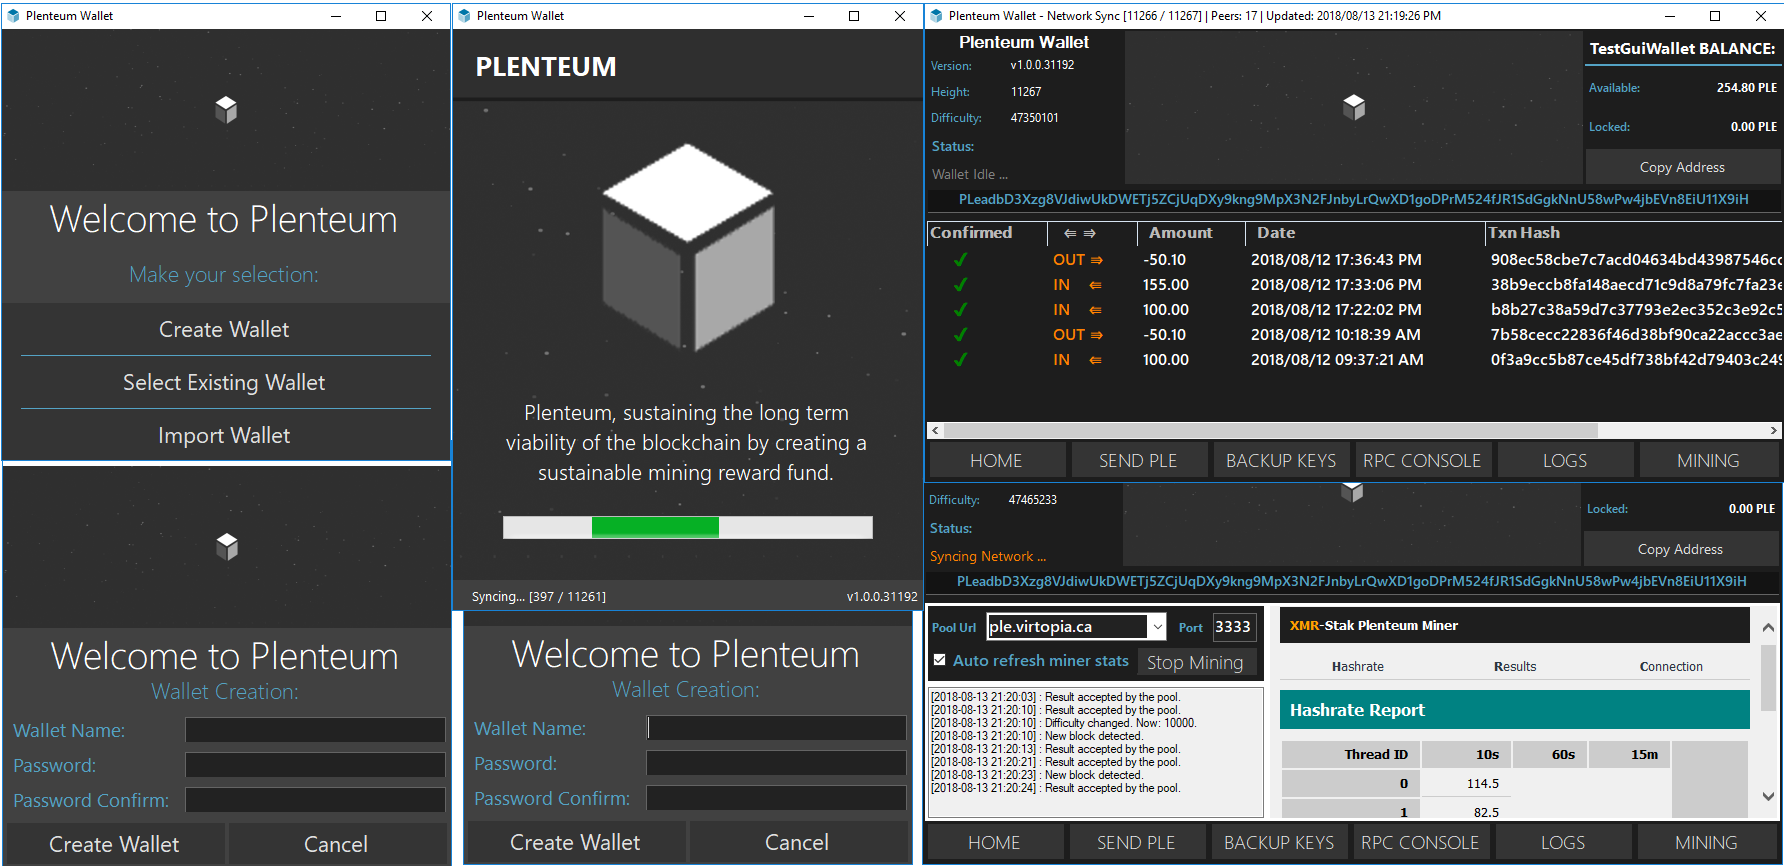 Plenteum Wallet
Welcome to Plenteum
Make your selection:
Create Wallet
Select Existing Wallet
Import Wallet
Welcome to Plenteum
Wallet Creation:
Wallet Name:
Password:
Password Confirm:
Create Wallet Cancel
Plenteum Wallet
PLENTEUM
Plenteum, sustaining the long term
viability of the blockchain by creating a
sustainable mining reward fund.
Syncing... [397 / 11261] v1.0.0.31192
Welcome to Plenteum
Wallet Creation:
Wallet Name:
Password:
Password Confirm:
Create Wallet Cancel
Plenteum Wallet - Network Sync [11266 / 11267] | Peers: 17 | Updated: 2018/08/13 21:19:26 PM
Plenteum Wallet
Version: v1.0.0.31192
Height: 11267
Difficulty: 47350101
Status:
Wallet Idle ...
TestGuiWallet BALANCE:
Available: 254.80 PLE
Locked: 0.00 PLE
Copy Address
PLeadbD3Xzg8VJdiwUkDWETj5ZCjUqDXy9kng9MpX3N2FJnbyLrQwXD1goDPrM524fJR1SdGgkNnU58wPw4jbEVn8EiU11X9iH
Confirmed ⇐ ⇒ Amount Date Txn Hash
✓ OUT ⇛ -50.10 2018/08/12 17:36:43 PM 908ec58cbe7c7acd04634bd43987546cc
✓ IN ⇚ 155.00 2018/08/12 17:33:06 PM 38b9eccb8fa148aecd71c9d8a79fc7fa23e
✓ IN ⇚ 100.00 2018/08/12 17:22:02 PM b8b27c38a59d7c37793e2ec352c3e92c5
✓ OUT ⇛ -50.10 2018/08/12 10:18:39 AM 7b58cecc22836f46d38bf90ca22accc3ae
✓ IN ⇚ 100.00 2018/08/12 09:37:21 AM 0f3a9cc5b87ce45df738bf42d79403c249
HOME SEND PLE BACKUP KEYS RPC CONSOLE LOGS MINING
Difficulty: 47465233
Status:
Syncing Network ...
Locked: 0.00 PLE
Copy Address
PLeadbD3Xzg8VJdiwUkDWETj5ZCjUqDXy9kng9MpX3N2FJnbyLrQwXD1goDPrM524fJR1SdGgkNnU58wPw4jbEVn8EiU11X9iH
Pool Url ple.virtopia.ca Port 3333
Auto refresh miner stats Stop Mining
[2018-08-13 21:20:03] : Result accepted by the pool.
[2018-08-13 21:20:10] : Result accepted by the pool.
[2018-08-13 21:20:10] : Difficulty changed. Now: 10000.
[2018-08-13 21:20:10] : New block detected.
[2018-08-13 21:20:13] : Result accepted by the pool.
[2018-08-13 21:20:21] : Result accepted by the pool.
[2018-08-13 21:20:23] : New block detected.
[2018-08-13 21:20:24] : Result accepted by the pool.
XMR-Stak Plenteum Miner
Hashrate Results Connection
Hashrate Report
Thread ID 10s 60s 15m
0 114.5
1 82.5
HOME SEND PLE BACKUP KEYS RPC CONSOLE LOGS MINING